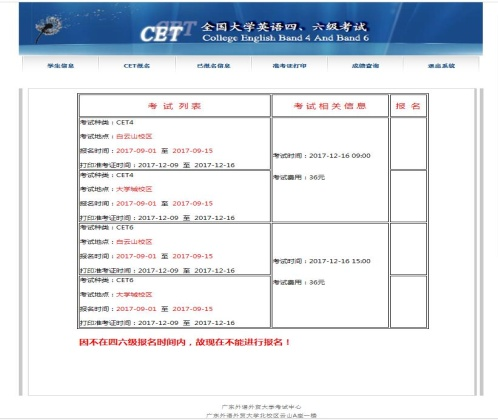 CET 全国大学英语四、六级考试
College English Band 4 And Band 6
学生信息 CET报名 已报名信息 准考证打印 成绩查询 退出系统
考 试 列 表 考 试 相 关 信 息 报 名
考试种类：CET4
考试地点：白云山校区
报名时间：2017-09-01 至 2017-09-15
打印准考证时间：2017-12-09 至 2017-12-16
考试时间：2017-12-16 09:00
考试费用：36元
考试种类：CET4
考试地点：大学城校区
报名时间：2017-09-01 至 2017-09-15
打印准考证时间：2017-12-09 至 2017-12-16
考试种类：CET6
考试地点：白云山校区
报名时间：2017-09-01 至 2017-09-15
打印准考证时间：2017-12-09 至 2017-12-16
考试时间：2017-12-16 15:00
考试费用：36元
考试种类：CET6
考试地点：大学城校区
报名时间：2017-09-01 至 2017-09-15
打印准考证时间：2017-12-09 至 2017-12-16
因不在四六级报名时间内，故现在不能进行报名！
广东外语外贸大学考试中心
广东外语外贸大学北校区云山A座一楼